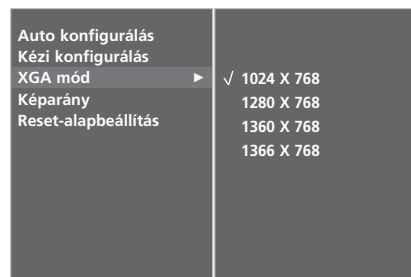 Auto konfigurálás
Kézi konfigurálás
XGA mód ►
Képarány
Reset-alapbeállítás
√ 1024 X 768
1280 X 768
1360 X 768
1366 X 768